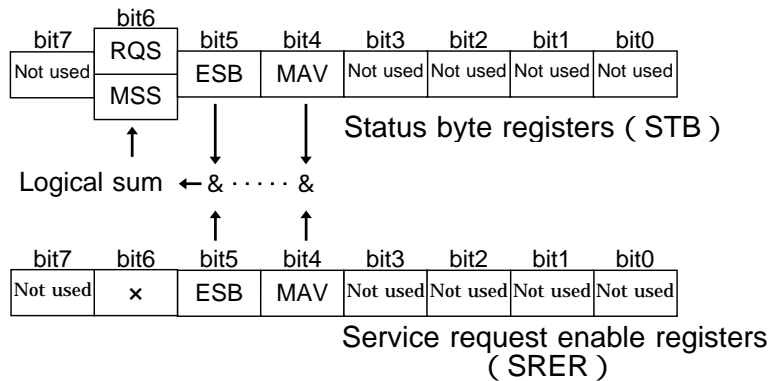 bit6
bit7 bit5 bit4 bit3 bit2 bit1 bit0
Not used RQS ESB MAV Not used Not used Not used Not used
MSS
Status byte registers ( STB )
Logical sum & ····· &
bit7 bit6 bit5 bit4 bit3 bit2 bit1 bit0
Not used × ESB MAV Not used Not used Not used Not used
Service request enable registers
( SRER )